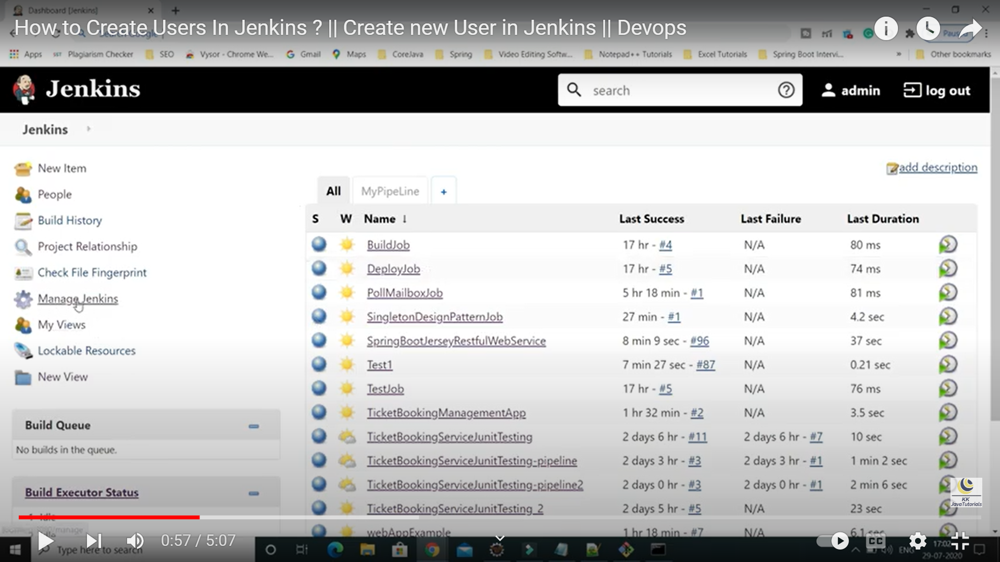 Dashboard [Jenkins]
How to Create Users In Jenkins ? || Create new User in Jenkins || Devops
Apps Plagiarism Checker SEO Vysor - Chrome We... Gmail Maps CoreJava Spring Video Editing Softw... Notepad++ Tutorials Excel Tutorials Spring Boot Intervi... » Other bookmarks
Jenkins search admin log out
Jenkins
New Item
People
Build History
Project Relationship
Check File Fingerprint
Manage Jenkins
My Views
Lockable Resources
New View
Build Queue
No builds in the queue.
Build Executor Status
1 Idle
add description
All MyPipeLine +
S W Name ↓ Last Success Last Failure Last Duration
BuildJob 17 hr - #4 N/A 80 ms
DeployJob 17 hr - #5 N/A 74 ms
PollMailboxJob 5 hr 18 min - #1 N/A 81 ms
SingletonDesignPatternJob 27 min - #1 N/A 4.2 sec
SpringBootJerseyRestfulWebService 8 min 9 sec - #96 N/A 37 sec
Test1 7 min 27 sec - #87 N/A 0.21 sec
TestJob 17 hr - #5 N/A 76 ms
TicketBookingManagementApp 1 hr 32 min - #2 N/A 3.5 sec
TicketBookingServiceJunitTesting 2 days 6 hr - #11 2 days 6 hr - #7 10 sec
TicketBookingServiceJunitTesting-pipeline 2 days 3 hr - #3 2 days 3 hr - #1 1 min 2 sec
TicketBookingServiceJunitTesting-pipeline2 2 days 0 hr - #3 2 days 0 hr - #1 2 min 6 sec
TicketBookingServiceJunitTesting_2 2 days 5 hr - #5 N/A 23 sec
webAppExample 1 hr 18 min - #7 N/A 6.1 sec
KK
JavaTutorials
0:57 / 5:07
CC
Type here to search
ENG
17:02
29-07-2020